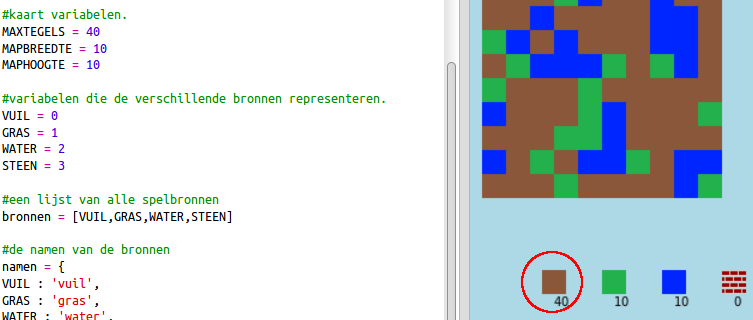 #kaart variabelen.
MAXTEGELS = 40
MAPBREEDTE = 10
MAPHOOGTE = 10
#variabelen die de verschillende bronnen representeren.
VUIL = 0
GRAS = 1
WATER = 2
STEEN = 3
#een lijst van alle spelbronnen
bronnen = [VUIL,GRAS,WATER,STEEN]
#de namen van de bronnen
namen = {
VUIL : 'vuil',
GRAS : 'gras',
WATER : 'water',
40 10 10 0